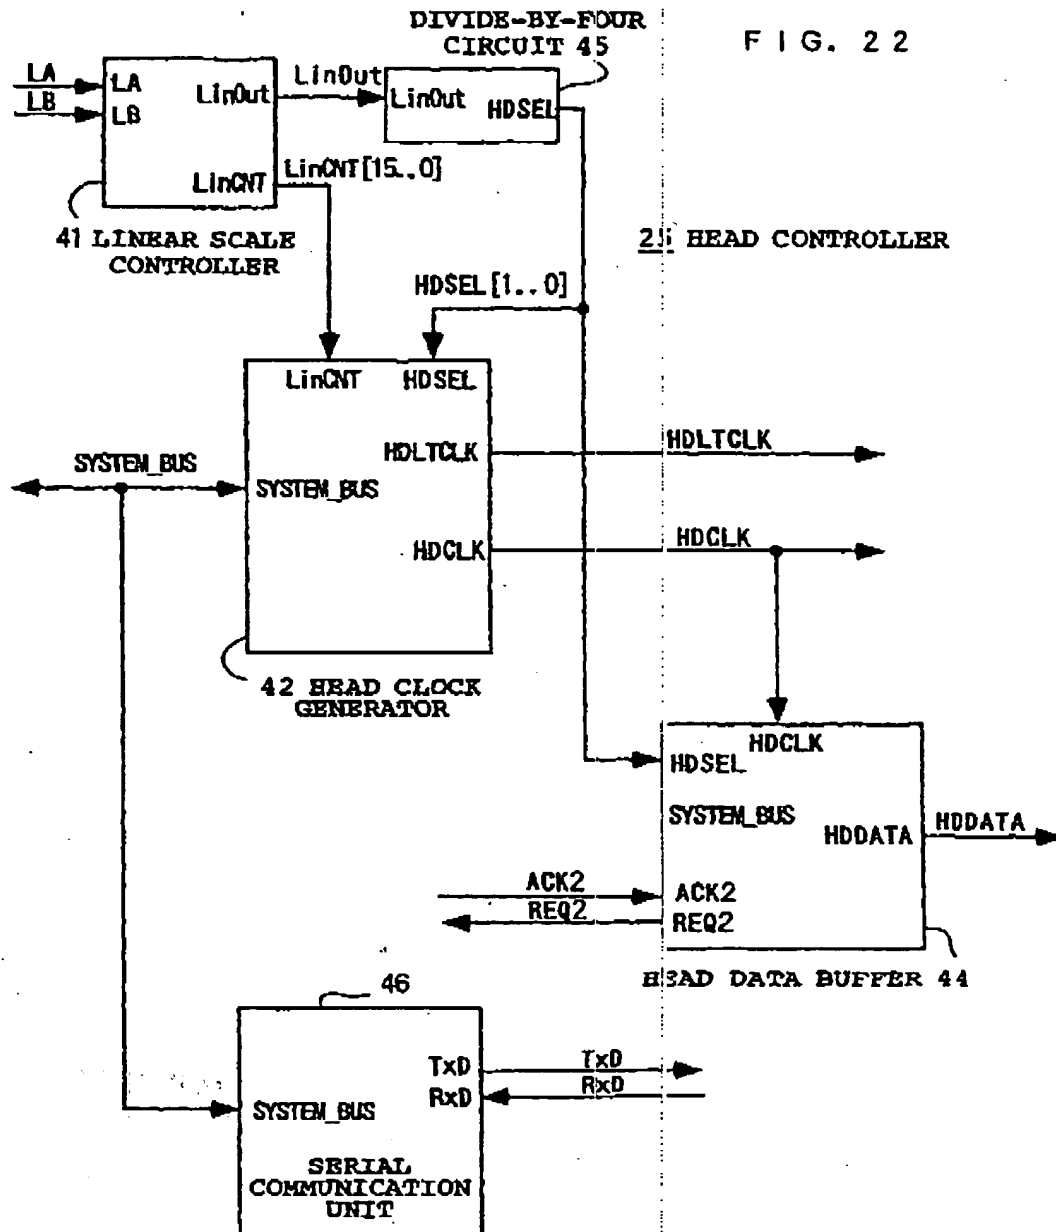 DIVIDE-BY-FOUR
CIRCUIT 45
FIG. 22
LA
LB
LA
LB
LinOut
LinCNT
LinOut
LinOut
HDSEL
LinCNT[15..0]
41 LINEAR SCALE
CONTROLLER
25 HEAD CONTROLLER
HDSEL[1..0]
LinCNT
HDSEL
HDLTCLK
HDLTCLK
SYSTEM_BUS
SYSTEM_BUS
HDCLK
HDCLK
42 HEAD CLOCK
GENERATOR
HDCLK
HDSEL
SYSTEM_BUS
HDDATA
HDDATA
ACK2
ACK2
REQ2
REQ2
HEAD DATA BUFFER 44
46
TxD
TxD
RxD
RxD
SYSTEM_BUS
SERIAL
COMMUNICATION
UNIT